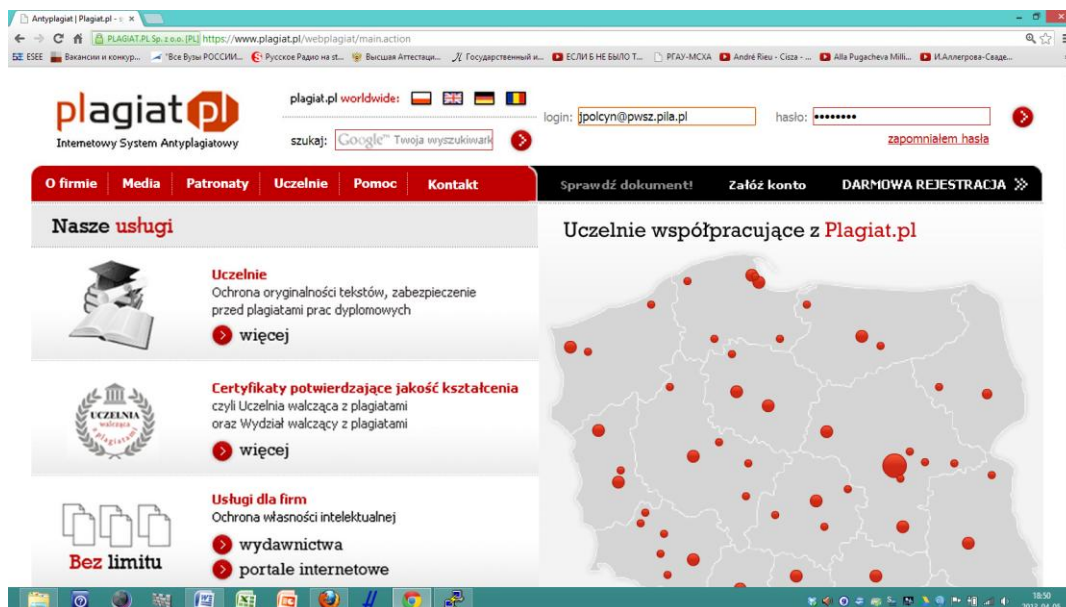 Antyplagiat | Plagiat.pl - s
PLAGIAT.PL Sp. z o.o. [PL] https://www.plagiat.pl/webplagiat/main.action
ESEE Вакансии и конкур... "Все Вузы РОССИИ... Русское Радио на st... Высшая Аттестаци... Государственный и... ЕСЛИ Б НЕ БЫЛО Т... РГАУ-МСХА André Rieu - Cisza - ... Alla Pugacheva Milli... И.Аллегрова-Сваде...
plagiat pl
Internetowy System Antyplagiatowy
plagiat.pl worldwide:
szukaj: Google™ Twoja wyszukiwark
login: jpolcyn@pwsz.pila.pl hasło: ••••••••
zapomniałem hasła
O firmie Media Patronaty Uczelnie Pomoc Kontakt
Sprawdź dokument! Załóż konto DARMOWA REJESTRACJA
Nasze usługi
Uczelnie
Ochrona oryginalności tekstów, zabezpieczenie
przed plagiatami prac dyplomowych
więcej
UCZELNIA
walcząca
z plagiatami
Certyfikaty potwierdzające jakość kształcenia
czyli Uczelnia walcząca z plagiatami
oraz Wydział walczący z plagiatami
więcej
Bez limitu
Usługi dla firm
Ochrona własności intelektualnej
wydawnictwa
portale internetowe
Uczelnie współpracujące z Plagiat.pl
18:50